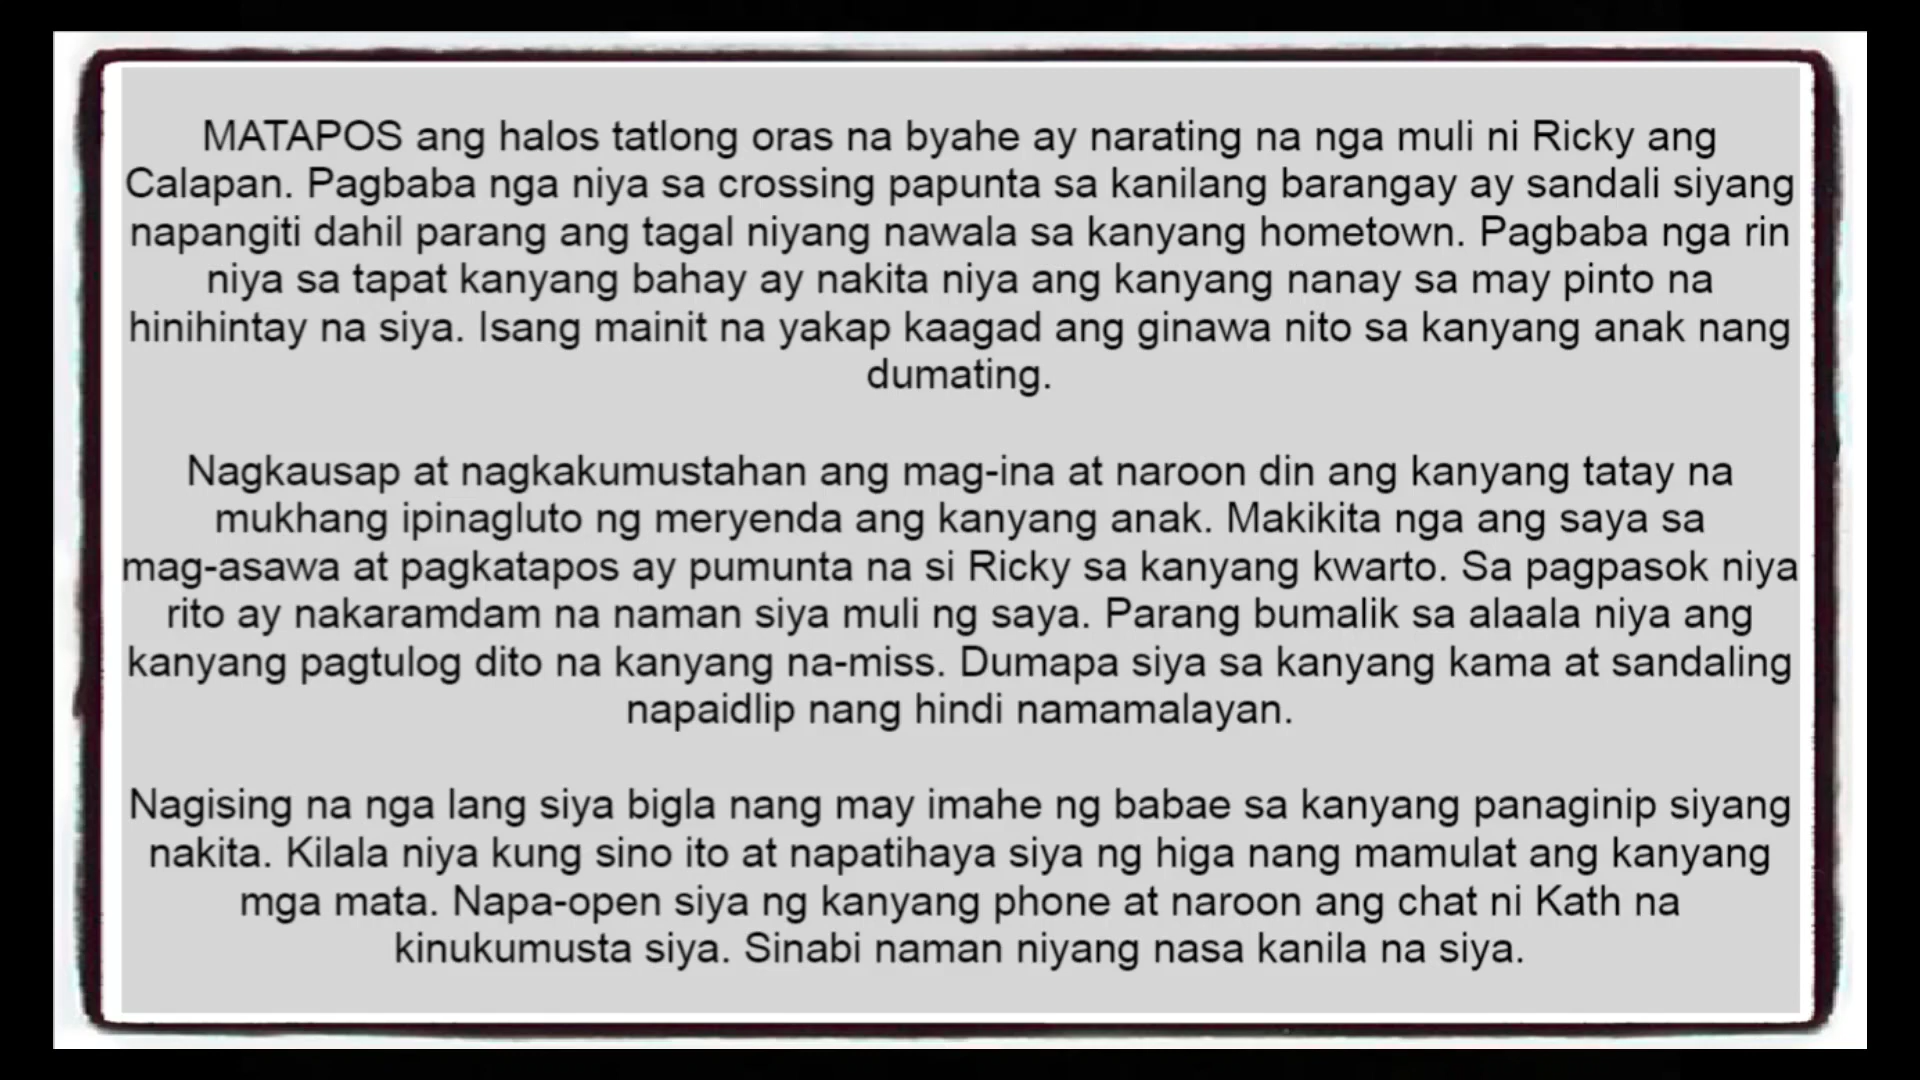 MATAPOS ang halos tatlong oras na byahe ay narating na nga muli ni Ricky ang
Calapan. Pagbaba nga niya sa crossing papunta sa kanilang barangay ay sandali siyang
napangiti dahil parang ang tagal niyang nawala sa kanyang hometown. Pagbaba nga rin
niya sa tapat kanyang bahay ay nakita niya ang kanyang nanay sa may pinto na
hinihintay na siya. Isang mainit na yakap kaagad ang ginawa nito sa kanyang anak nang
dumating.
Nagkausap at nagkakumustahan ang mag-ina at naroon din ang kanyang tatay na
mukhang ipinagluto ng meryenda ang kanyang anak. Makikita nga ang saya sa
mag-asawa at pagkatapos ay pumunta na si Ricky sa kanyang kwarto. Sa pagpasok niya
rito ay nakaramdam na naman siya muli ng saya. Parang bumalik sa alaala niya ang
kanyang pagtulog dito na kanyang na-miss. Dumapa siya sa kanyang kama at sandaling
napaidlip nang hindi namamalayan.
Nagising na nga lang siya bigla nang may imahe ng babae sa kanyang panaginip siyang
nakita. Kilala niya kung sino ito at napatihaya siya ng higa nang mamulat ang kanyang
mga mata. Napa-open siya ng kanyang phone at naroon ang chat ni Kath na
kinukumusta siya. Sinabi naman niyang nasa kanila na siya.